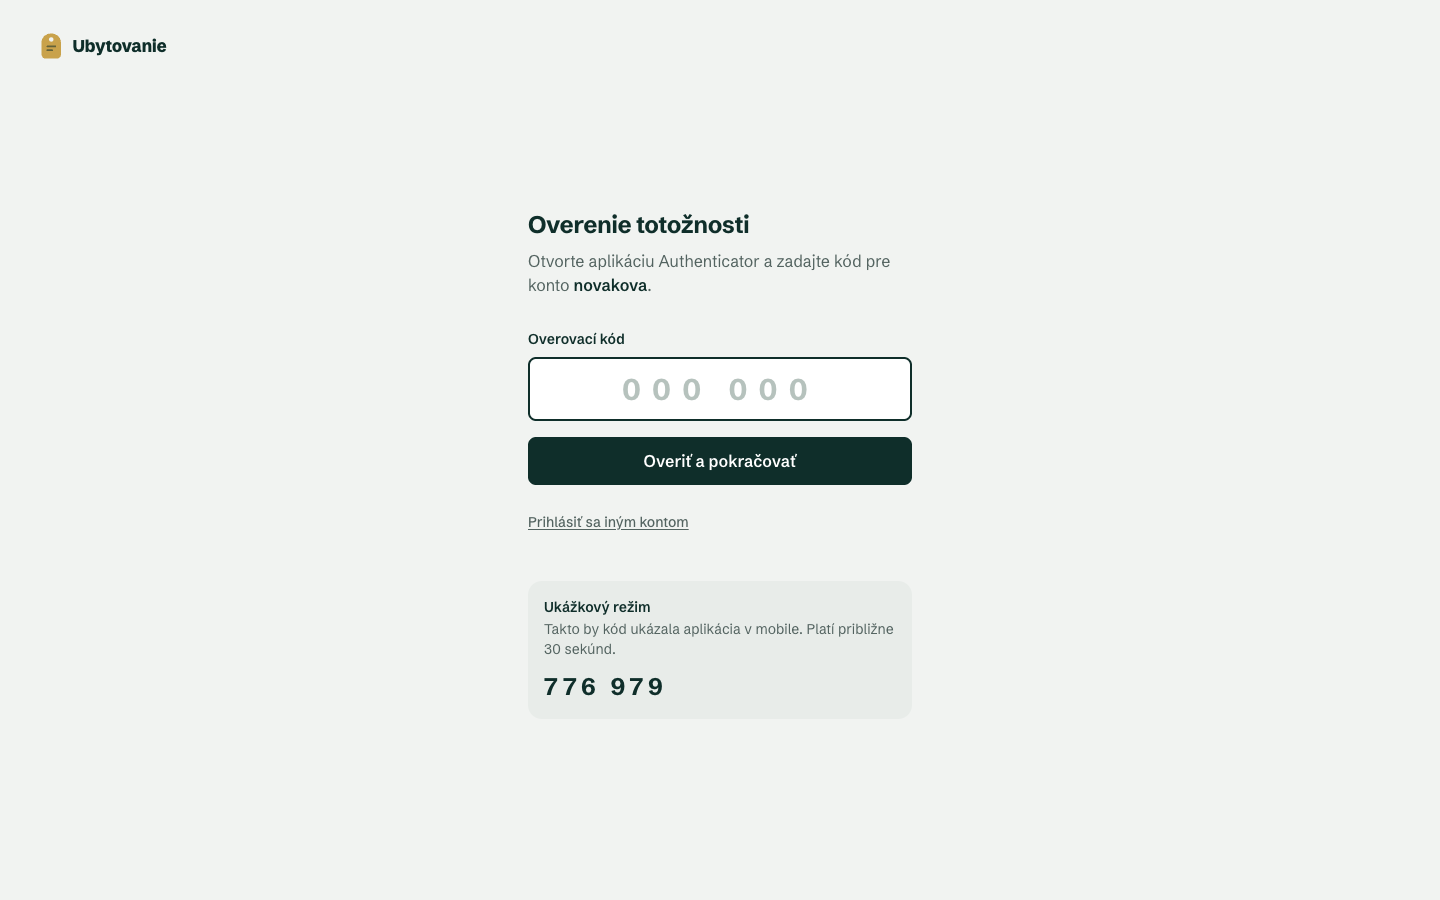 Ubytovanie
Overenie totožnosti
Otvorte aplikáciu Authenticator a zadajte kód pre
konto novakova.
Overovací kód
000 000
Overiť a pokračovať
Prihlásiť sa iným kontom
Ukážkový režim
Takto by kód ukázala aplikácia v mobile. Platí približne
30 sekúnd.
776 979